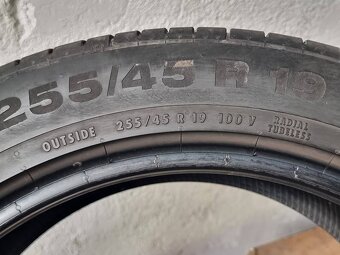 255/45 R 19
OUTSIDE 255/45 R 19 100 V RADIAL TUBELESS